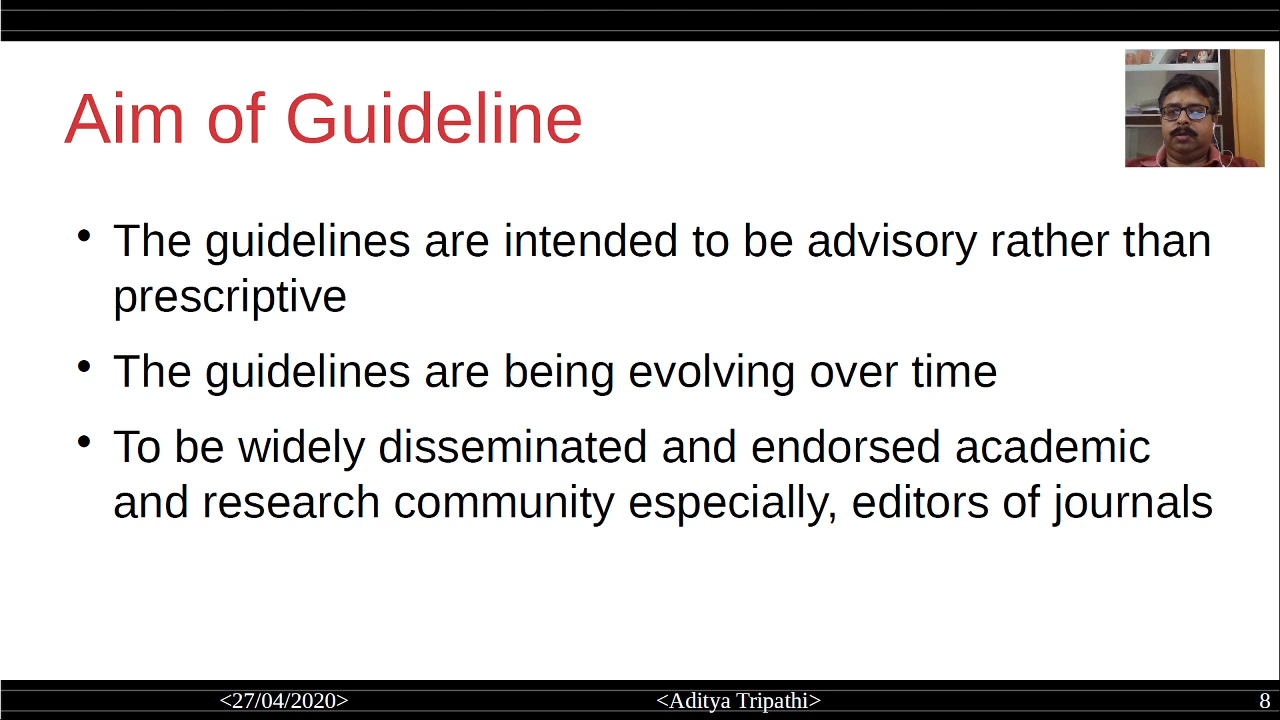 Aim of Guideline
• The guidelines are intended to be advisory rather than
prescriptive
• The guidelines are being evolving over time
• To be widely disseminated and endorsed academic
and research community especially, editors of journals
<27/04/2020>
<Aditya Tripathi>
8